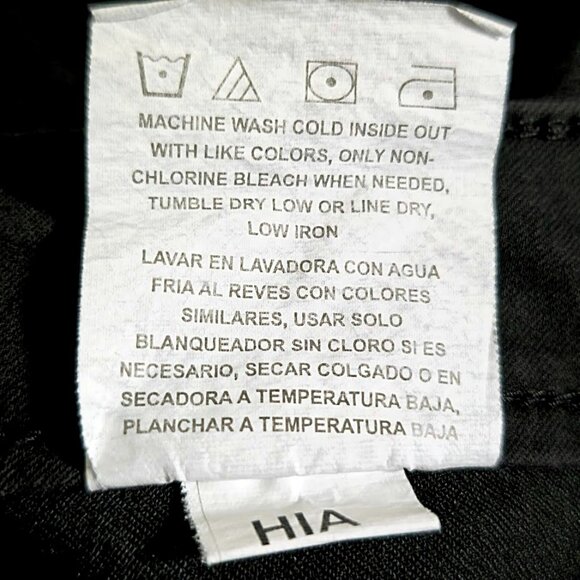 MACHINE WASH COLD INSIDE OUT
WITH LIKE COLORS, ONLY NON-
CHLORINE BLEACH WHEN NEEDED,
TUMBLE DRY LOW OR LINE DRY,
LOW IRON
LAVAR EN LAVADORA CON AGUA
FRIA AL REVES CON COLORES
SIMILARES, USAR SOLO
BLANQUEADOR SIN CLORO SI ES
NECESARIO, SECAR COLGADO O EN
SECADORA A TEMPERATURA BAJA,
PLANCHAR A TEMPERATURA BAJA
HIA